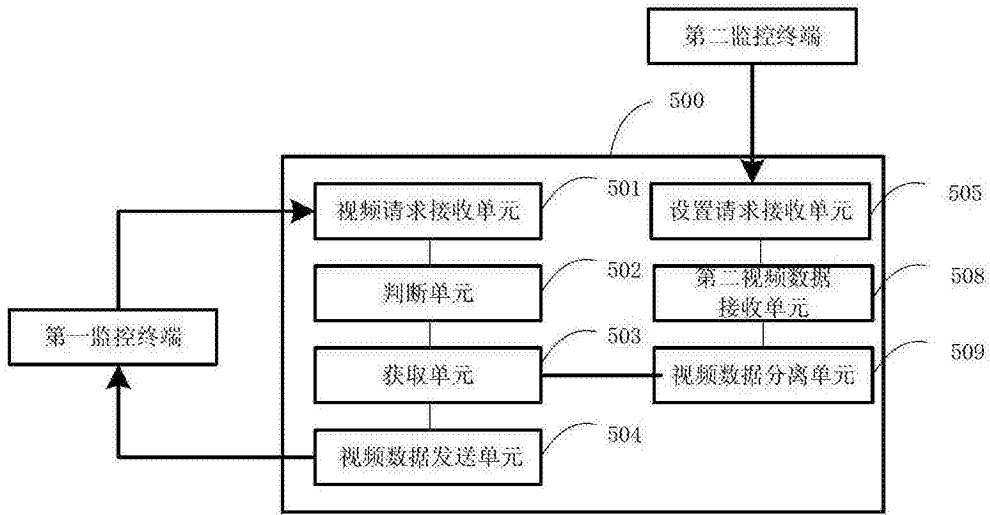 第二监控终端
500
视频请求接收单元
501
设置请求接收单元
505
判断单元
502
第二视频数据
接收单元
508
第一监控终端
获取单元
503
视频数据分离单元
509
视频数据发送单元
504